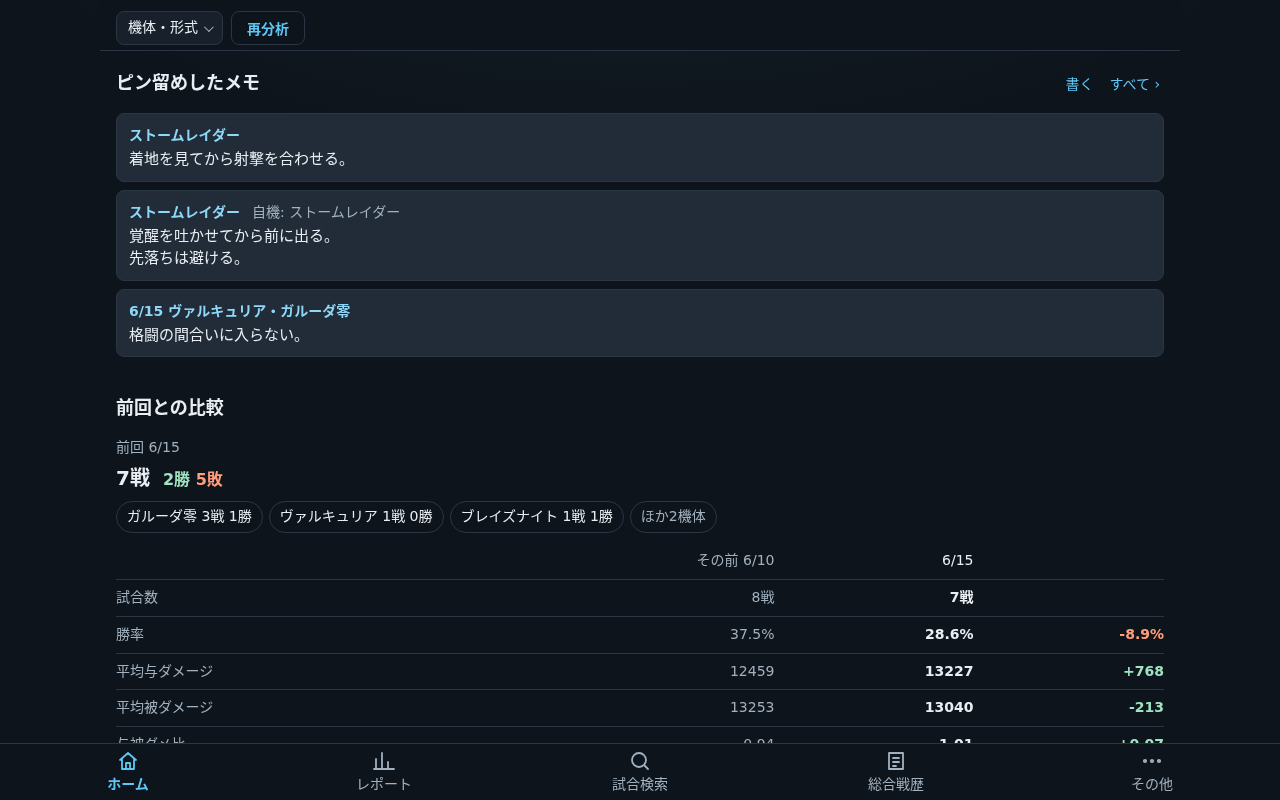 機体・形式 再分析
ピン留めしたメモ 書く すべて ›
ストームレイダー
着地を見てから射撃を合わせる。
ストームレイダー 自機: ストームレイダー
覚醒を吐かせてから前に出る。
先落ちは避ける。
6/15 ヴァルキュリア・ガルーダ零
格闘の間合いに入らない。
前回との比較
前回 6/15
7戦 2勝 5敗
ガルーダ零 3戦 1勝 ヴァルキュリア 1戦 0勝 ブレイズナイト 1戦 1勝 ほか2機体
その前 6/10 6/15
試合数 8戦 7戦
勝率 37.5% 28.6% -8.9%
平均与ダメージ 12459 13227 +768
平均被ダメージ 13253 13040 -213
与被ダメ比 0.94 1.01 +0.07
ホーム レポート 試合検索 総合戦歴 その他